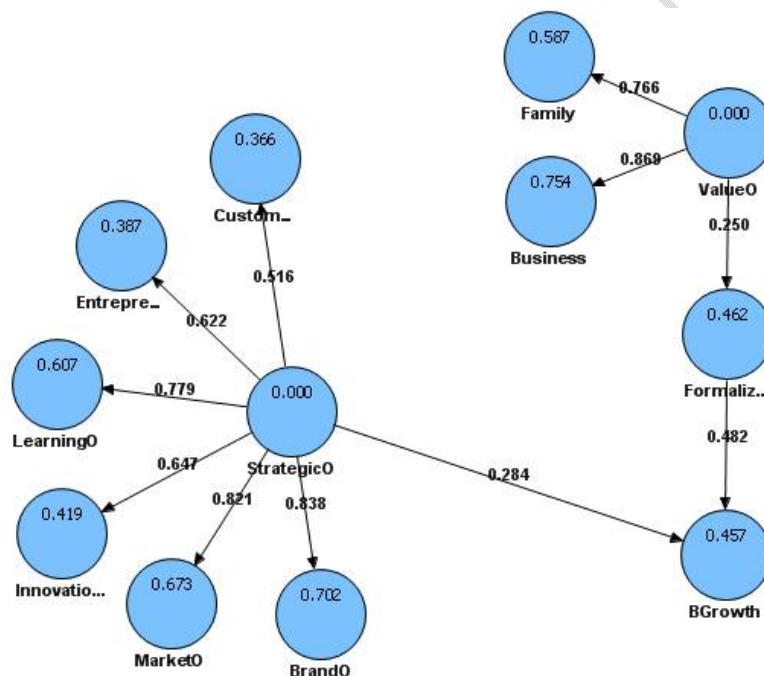 0.587
Family
0.766
0.000
ValueO
0.869
0.754
Business
0.250
0.366
Custom...
0.516
0.387
Entrepre...
0.622
0.462
Formaliz...
0.607
LearningO
0.779
0.000
StrategicO
0.482
0.647
0.821
0.838
0.284
0.419
Innovatio...
0.673
MarketO
0.702
BrandO
0.457
BGrowth